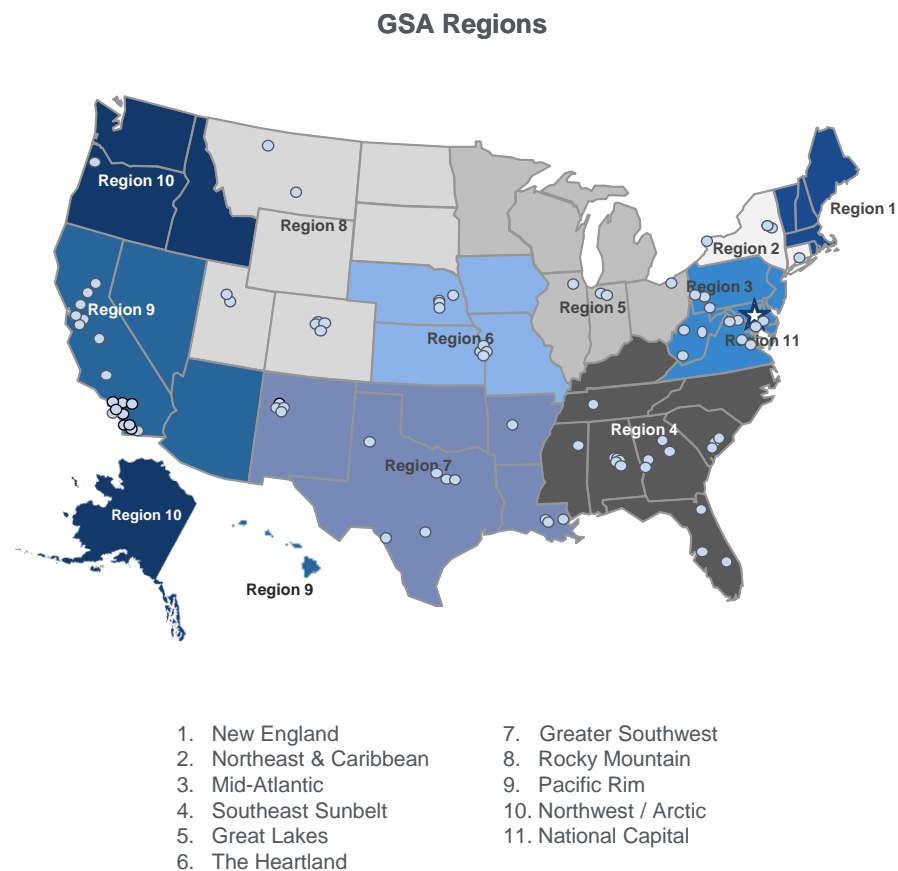 GSA Regions
Region 10
Region 1
Region 8
Region 2
Region 3
Region 9
Region 5
Region 6
Region 11
Region 4
Region 7
Region 10
Region 9
1. New England
2. Northeast & Caribbean
3. Mid-Atlantic
4. Southeast Sunbelt
5. Great Lakes
6. The Heartland
7. Greater Southwest
8. Rocky Mountain
9. Pacific Rim
10. Northwest / Arctic
11. National Capital